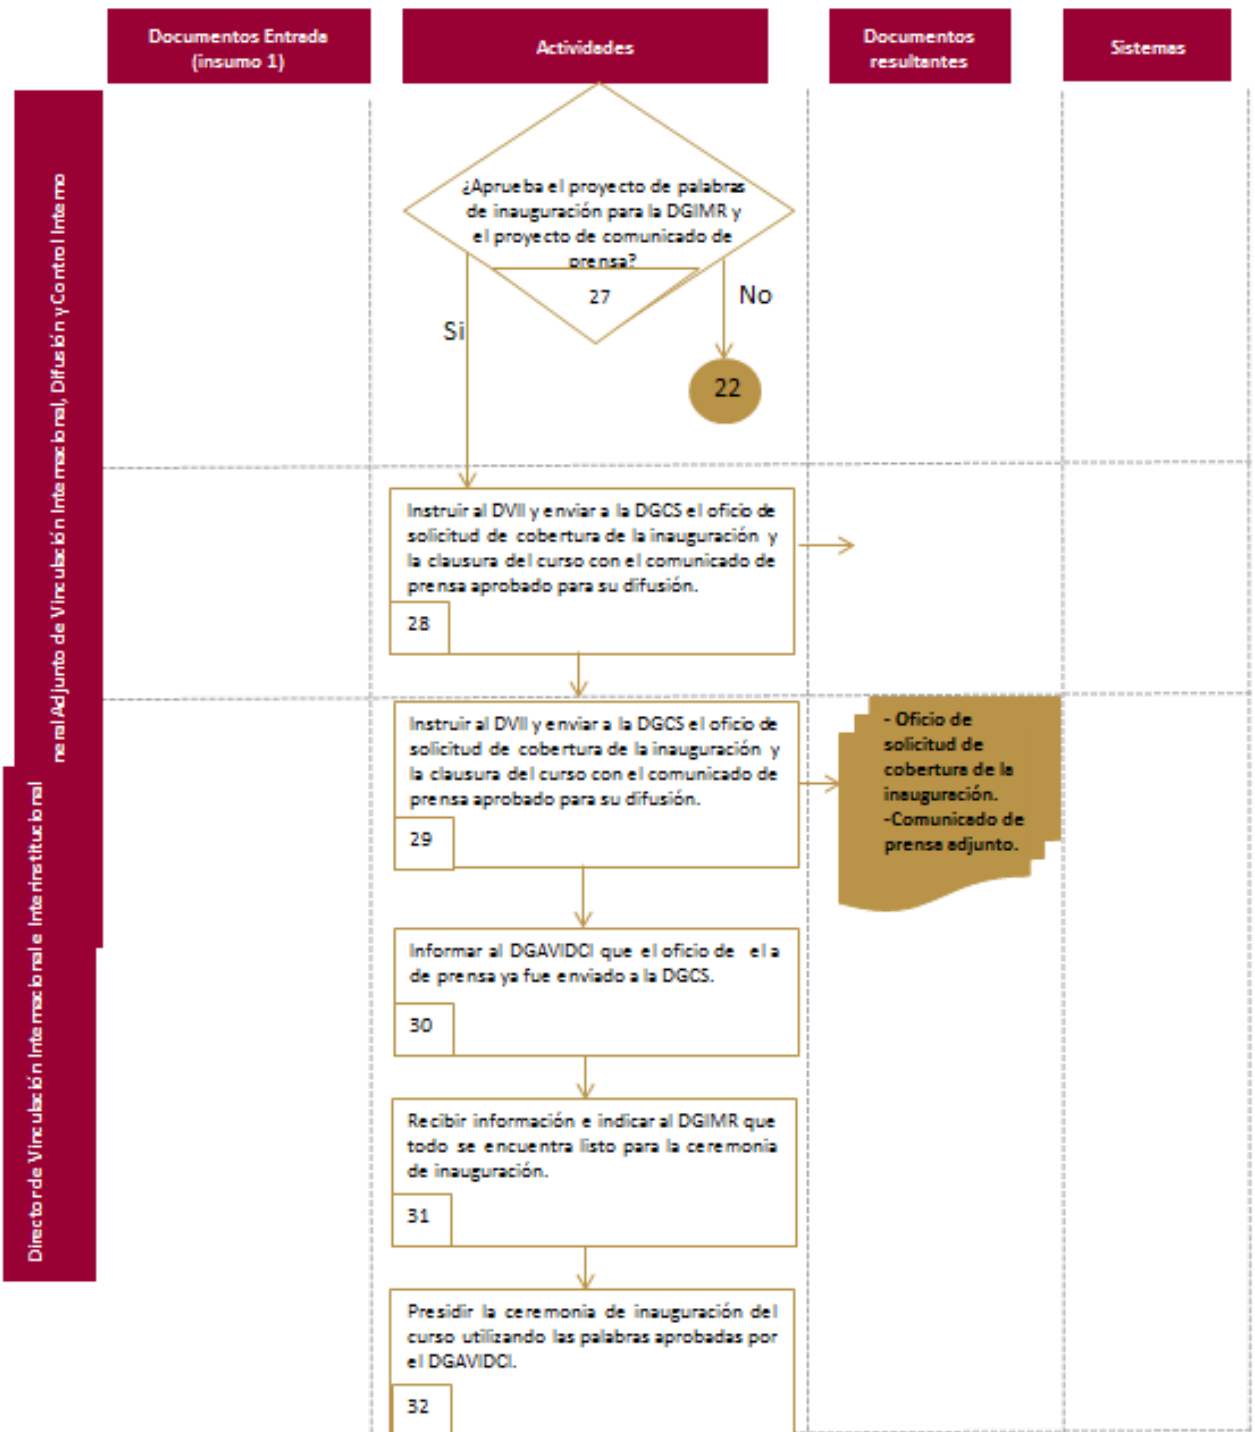 Documentos Entrada
(insumo 1)
Actividades
Documentos
resultantes
Sistemas
neral Adjunto de Vinculación Internacional, Difusión y Control Interno
¿Aprueba el proyecto de palabras
de inauguración para la DGIMR y
el proyecto de comunicado de
prensa?
27
No
Si
22
Instruir al DVII y enviar a la DGCS el oficio de
solicitud de cobertura de la inauguración y
la clausura del curso con el comunicado de
prensa aprobado para su difusión.
28
Director de Vinculación Internacional e Interinstitucional
Instruir al DVII y enviar a la DGCS el oficio de
solicitud de cobertura de la inauguración y
la clausura del curso con el comunicado de
prensa aprobado para su difusión.
29
- Oficio de
solicitud de
cobertura de la
inauguración.
-Comunicado de
prensa adjunto.
Informar al DGAVIDCI que el oficio de el a
de prensa ya fue enviado a la DGCS.
30
Recibir información e indicar al DGIMR que
todo se encuentra listo para la ceremonia
de inauguración.
31
Presidir la ceremonia de inauguración del
curso utilizando las palabras aprobadas por
el DGAVIDCI.
32